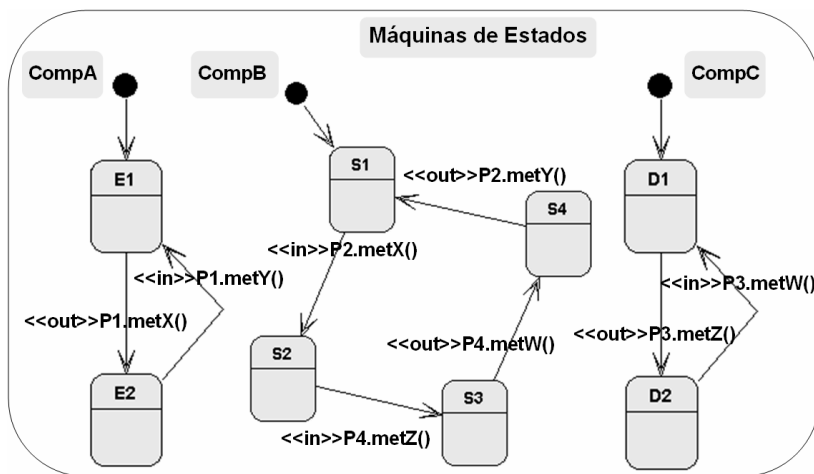 Máquinas de Estados
CompA
CompB
CompC
E1
S1
<<out>>P2.metY()
S4
D1
<<in>>P2.metX()
<<in>>P1.metY()
<<in>>P3.metW()
<<out>>P1.metX()
<<out>>P3.metZ()
<<out>>P4.metW()
S2
E2
S3
D2
<<in>>P4.metZ()